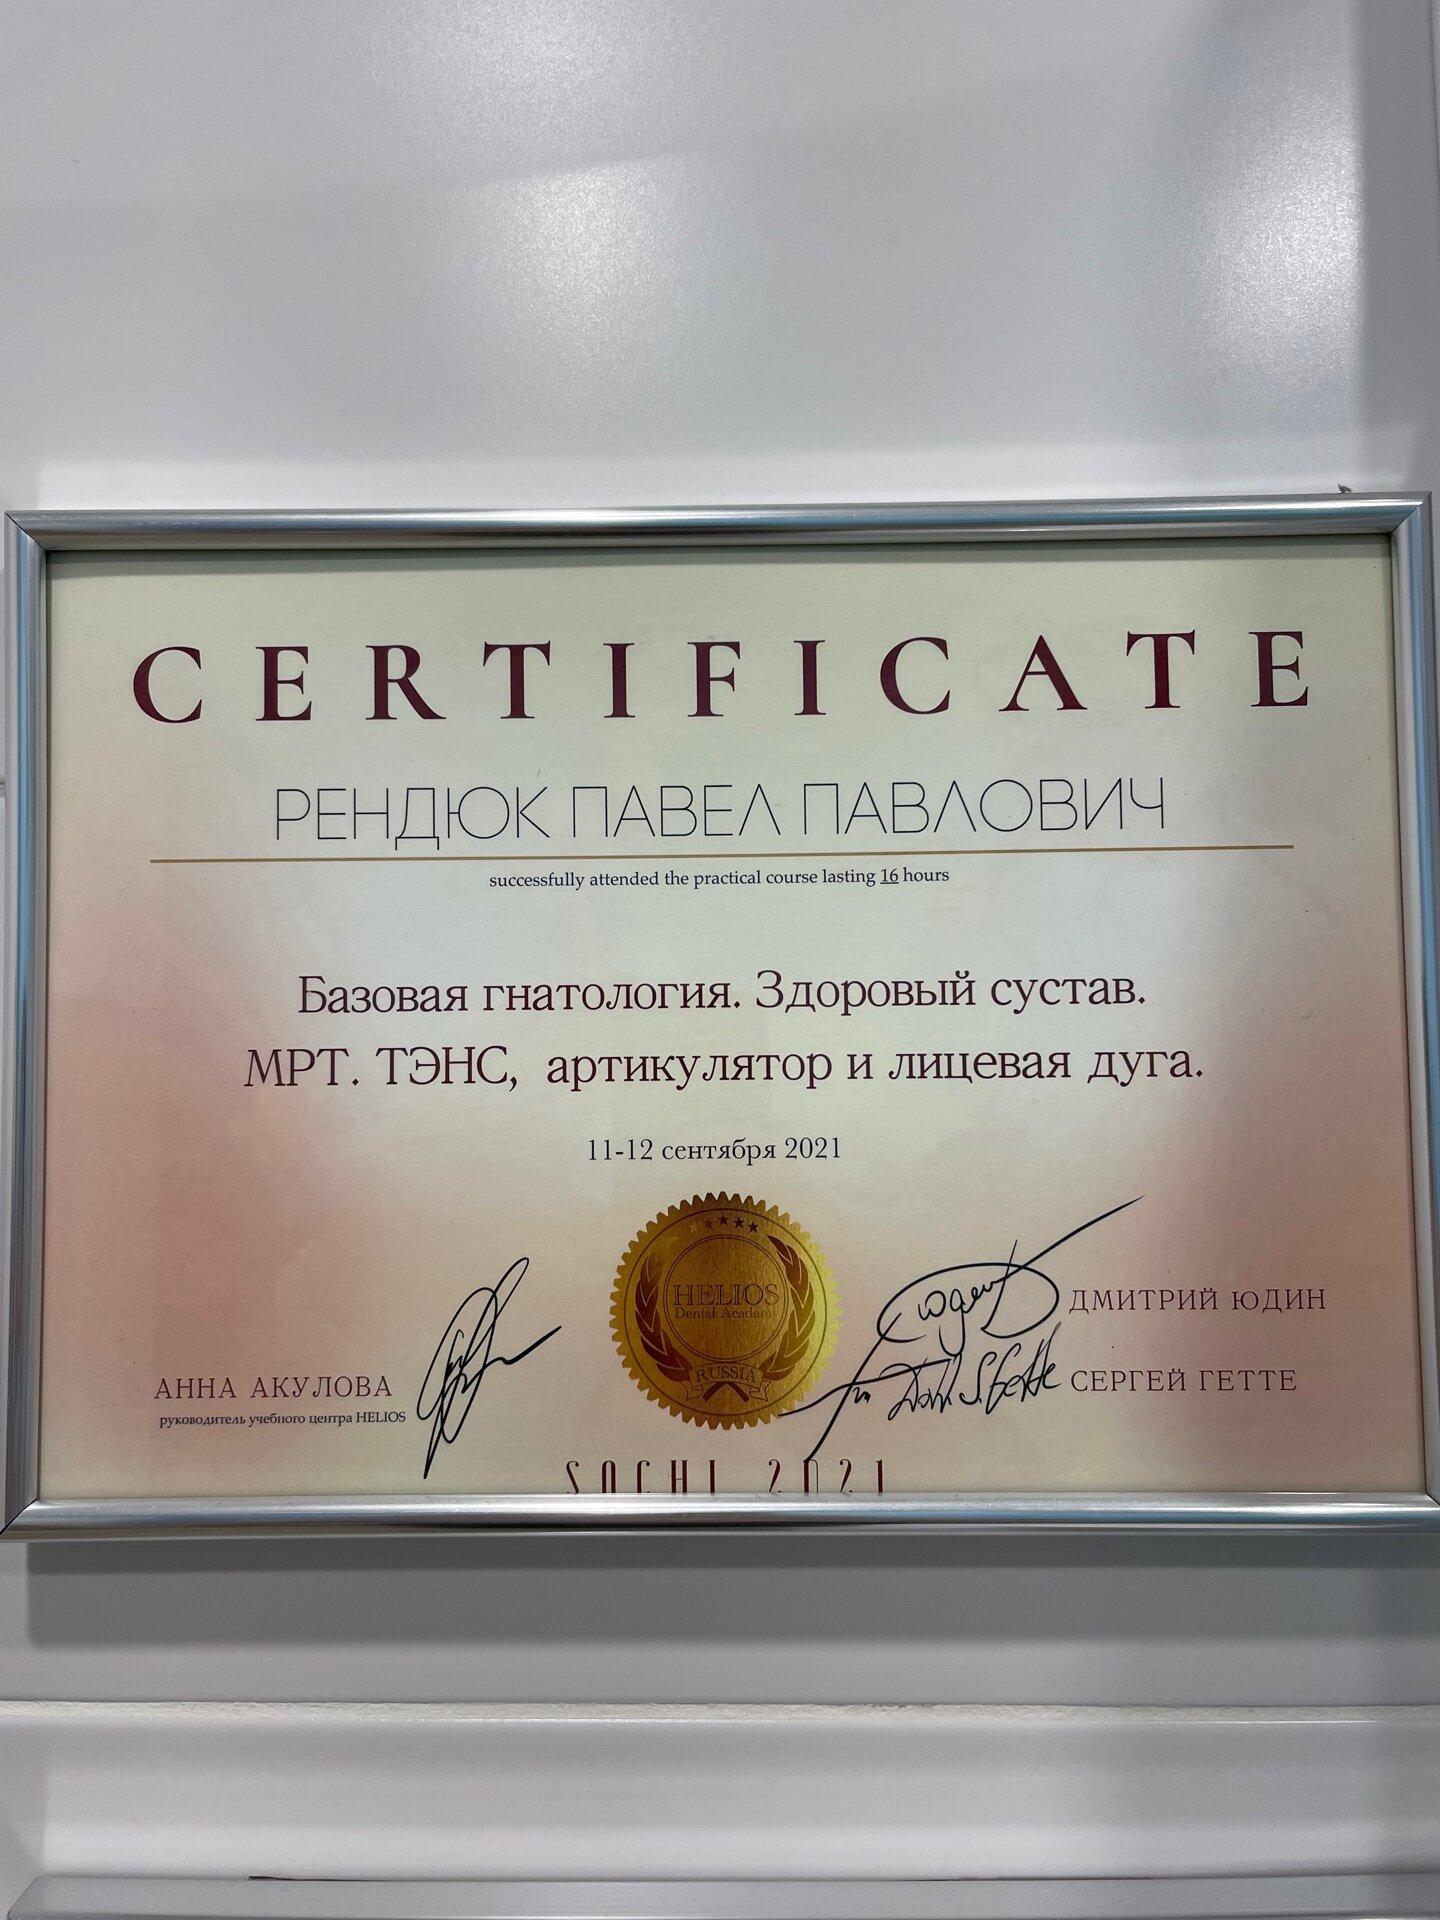 CERTIFICATE
РЕНДЮК ПАВЕЛ ПАВЛОВИЧ
successfully attended the practical course lasting 16 hours
Базовая гнатология. Здоровый сустав.
МРТ. ТЭНС, артикулятор и лицевая дуга.
11-12 сентября 2021
HELIOS
Dental Academy
RUSSIA
АННА АКУЛОВА
руководитель учебного центра HELIOS
ДМИТРИЙ ЮДИН
СЕРГЕЙ ГЕТТЕ
SOCHI 2021